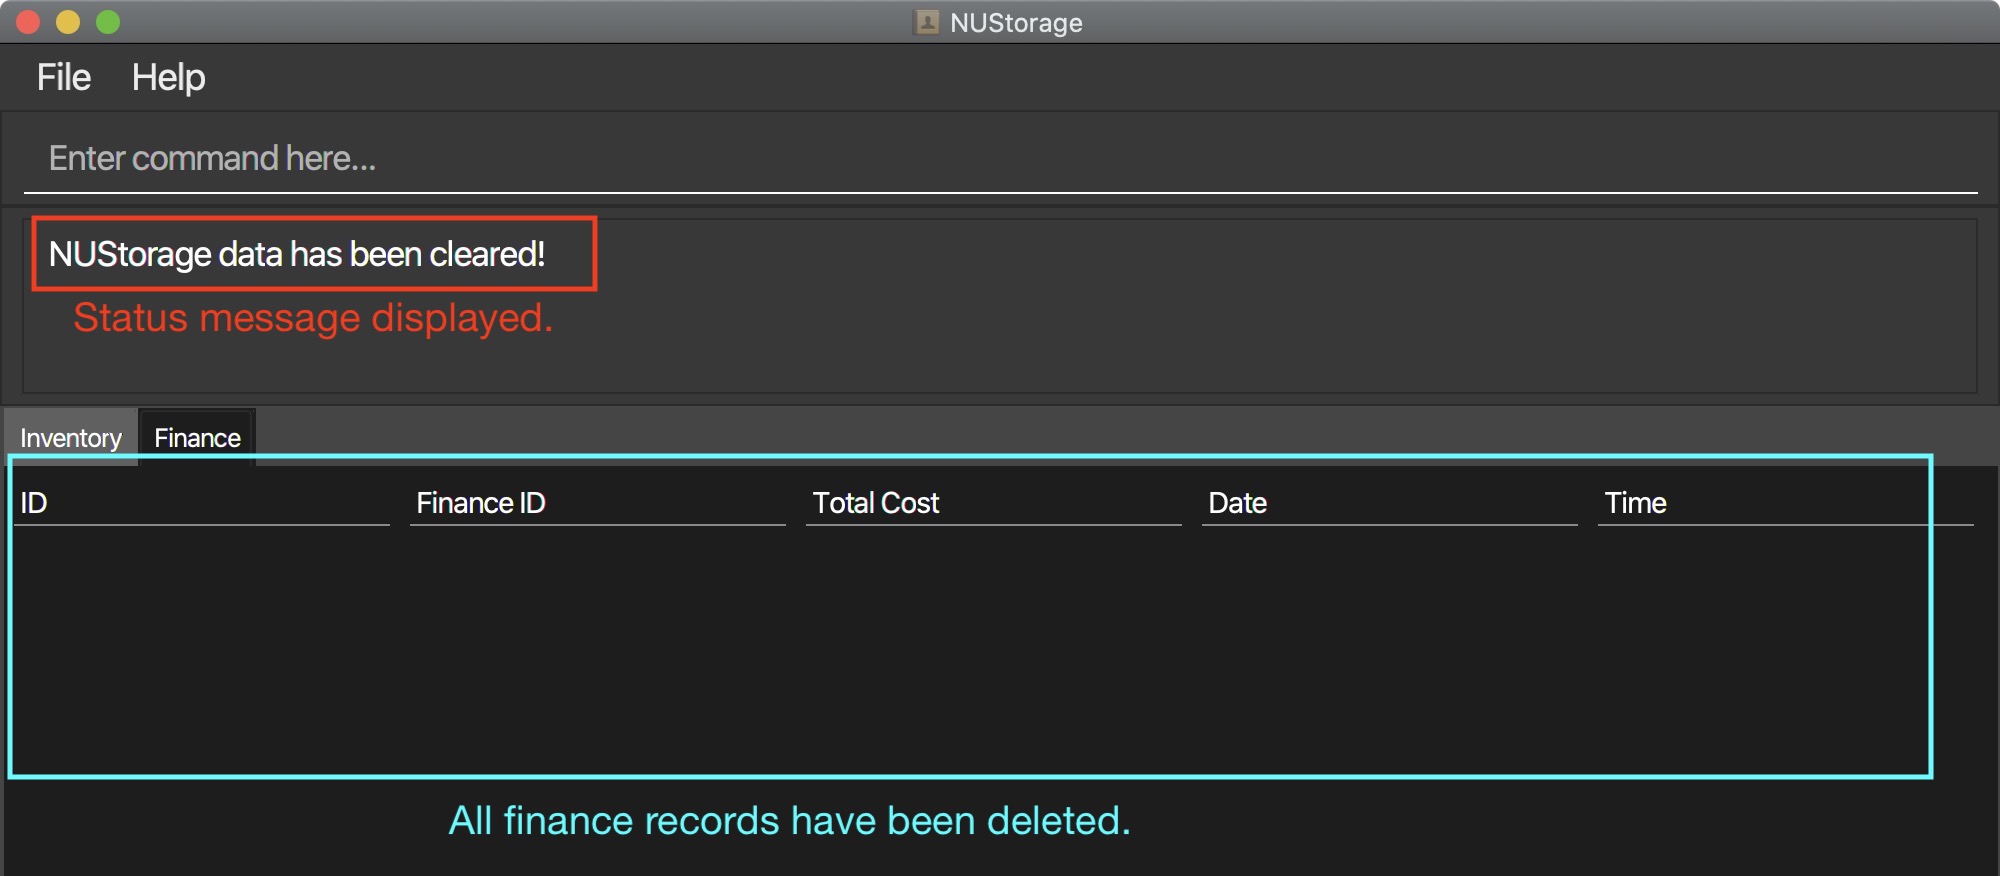 NUStorage
File Help
Enter command here...
NUStorage data has been cleared!
Status message displayed.
Inventory Finance
ID Finance ID Total Cost Date Time
All finance records have been deleted.